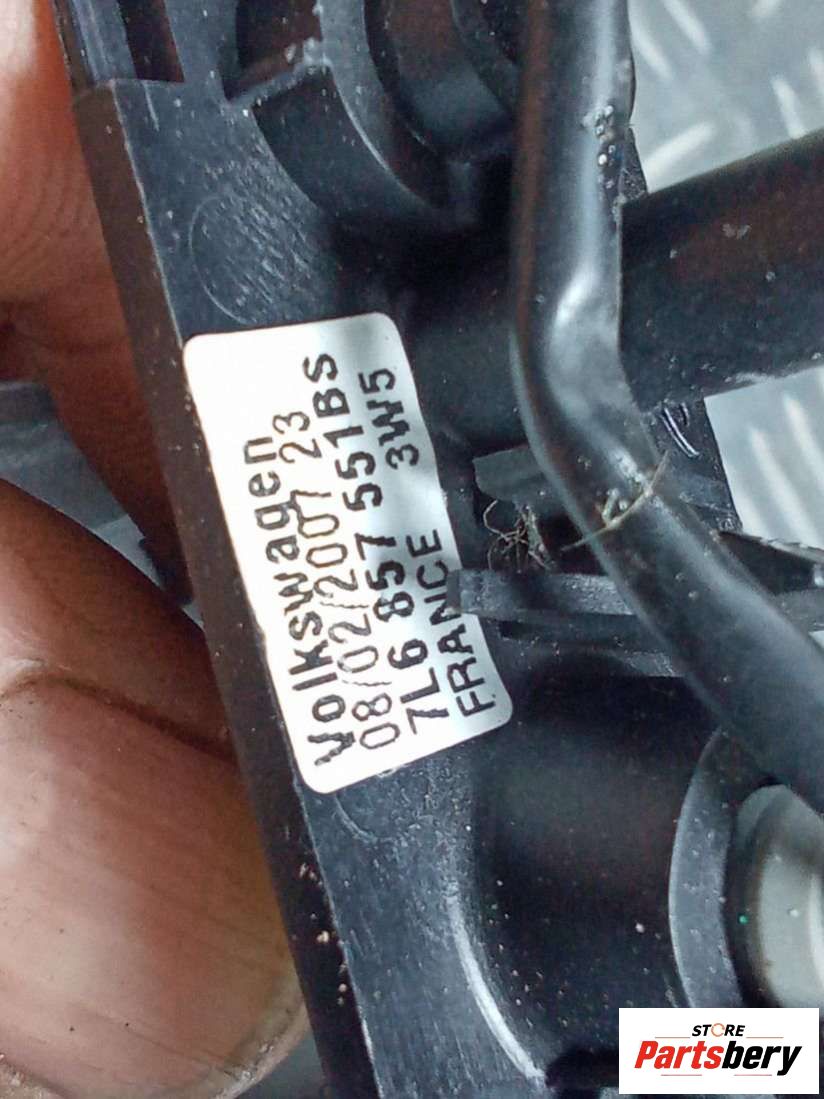 Volkswagen
08/02/2007 23
7L6 857 551BS
FRANCE 3W5
STORE
Partsbery